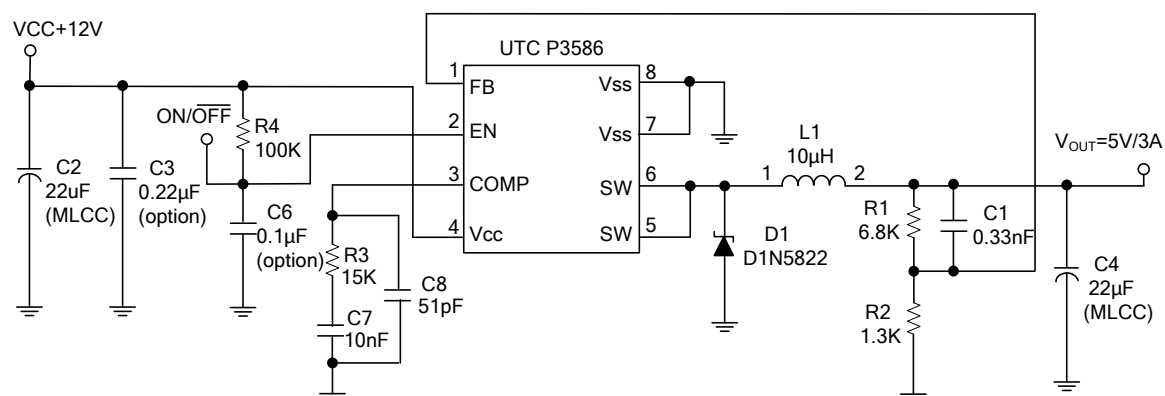 VCC+12V
UTC P3586
1
FB
8
Vss
ON/OFF
R4
100K
2
EN
7
Vss
L1
10µH
VOUT=5V/3A
C2
22uF
(MLCC)
C3
0.22µF
(option)
3
COMP
6
SW
1
2
C6
0.1µF
(option)
4
Vcc
5
SW
R1
6.8K
C1
0.33nF
R3
15K
D1
D1N5822
C8
51pF
C4
22µF
(MLCC)
C7
10nF
R2
1.3K